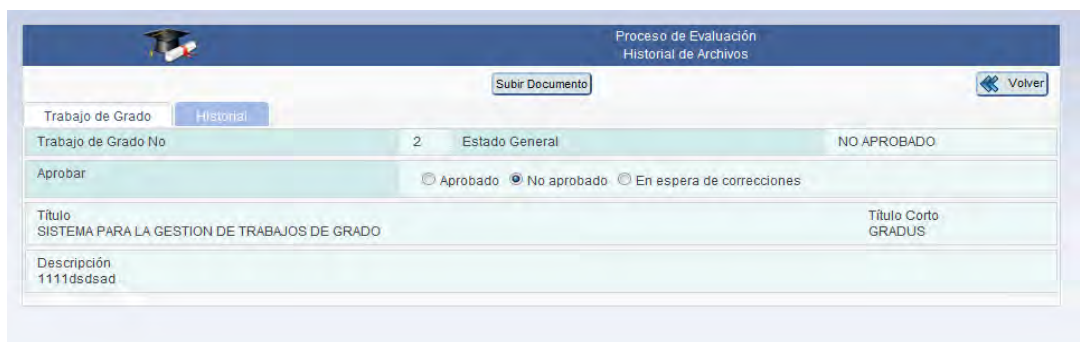 Proceso de Evaluación
Historial de Archivos
Subir Documento
Volver
Trabajo de Grado Historial
Trabajo de Grado No 2 Estado General NO APROBADO
Aprobar Aprobado No aprobado En espera de correcciones
Título Título Corto
SISTEMA PARA LA GESTION DE TRABAJOS DE GRADO GRADUS
Descripción
1111dsdsad